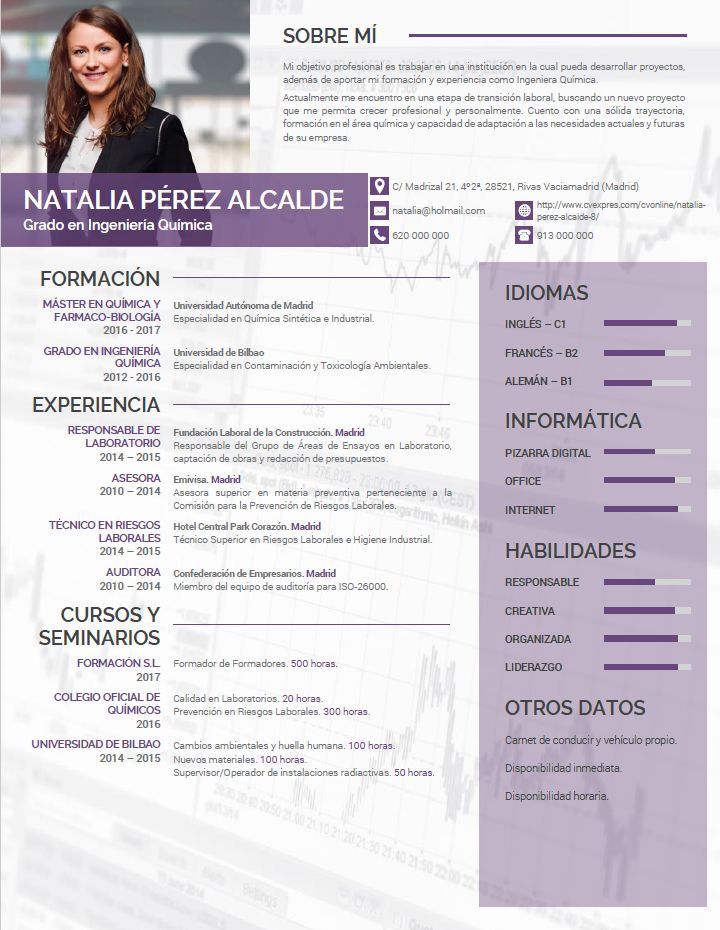 SOBRE MÍ
Mi objetivo profesional es trabajar en una institución en la cual pueda desarrollar proyectos,
además de aportar mi formación y experiencia como Ingeniera Química.
Actualmente me encuentro en una etapa de transición laboral, buscando un nuevo proyecto
que me permita crecer profesional y personalmente. Cuento con una sólida trayectoria,
formación en el área química y capacidad de adaptación a las necesidades actuales y futuras
de su empresa.
NATALIA PÉREZ ALCALDE
Grado en Ingeniería Química
C/ Madrizal 21, 4º2ª, 28521, Rivas Vaciamadrid (Madrid)
natalia@holmail.com
http://www.cvexpres.com/cvonline/natalia-
perez-alcaide-8/
620 000 000
913 000 000
FORMACIÓN
MÁSTER EN QUÍMICA Y
FARMACO-BIOLOGÍA
2016 - 2017
Universidad Autónoma de Madrid
Especialidad en Química Sintética e Industrial.
GRADO EN INGENIERÍA
QUÍMICA
2012 - 2016
Universidad de Bilbao
Especialidad en Contaminación y Toxicología Ambientales.
EXPERIENCIA
RESPONSABLE DE
LABORATORIO
2014 – 2015
Fundación Laboral de la Construcción. Madrid
Responsable del Grupo de Áreas de Ensayos en Laboratorio,
captación de obras y redacción de presupuestos.
ASESORA
2010 – 2014
Emivisa. Madrid
Asesora superior en materia preventiva perteneciente a la
Comisión para la Prevención de Riesgos Laborales.
TÉCNICO EN RIESGOS
LABORALES
2014 – 2015
Hotel Central Park Corazón. Madrid
Técnico Superior en Riesgos Laborales e Higiene Industrial.
AUDITORA
2010 – 2014
Confederación de Empresarios. Madrid
Miembro del equipo de auditoría para ISO-26000.
CURSOS Y
SEMINARIOS
FORMACIÓN S.L.
2017
Formador de Formadores. 500 horas.
COLEGIO OFICIAL DE
QUÍMICOS
2016
Calidad en Laboratorios. 20 horas.
Prevención en Riesgos Laborales. 300 horas.
UNIVERSIDAD DE BILBAO
2014 – 2015
Cambios ambientales y huella humana. 100 horas.
Nuevos materiales. 100 horas.
Supervisor/Operador de instalaciones radiactivas. 50 horas.
IDIOMAS
INGLÉS – C1
FRANCÉS – B2
ALEMÁN – B1
INFORMÁTICA
PIZARRA DIGITAL
OFFICE
INTERNET
HABILIDADES
RESPONSABLE
CREATIVA
ORGANIZADA
LIDERAZGO
OTROS DATOS
Carnet de conducir y vehículo propio.
Disponibilidad inmediata.
Disponibilidad horaria.
23:35
23:40
23:46